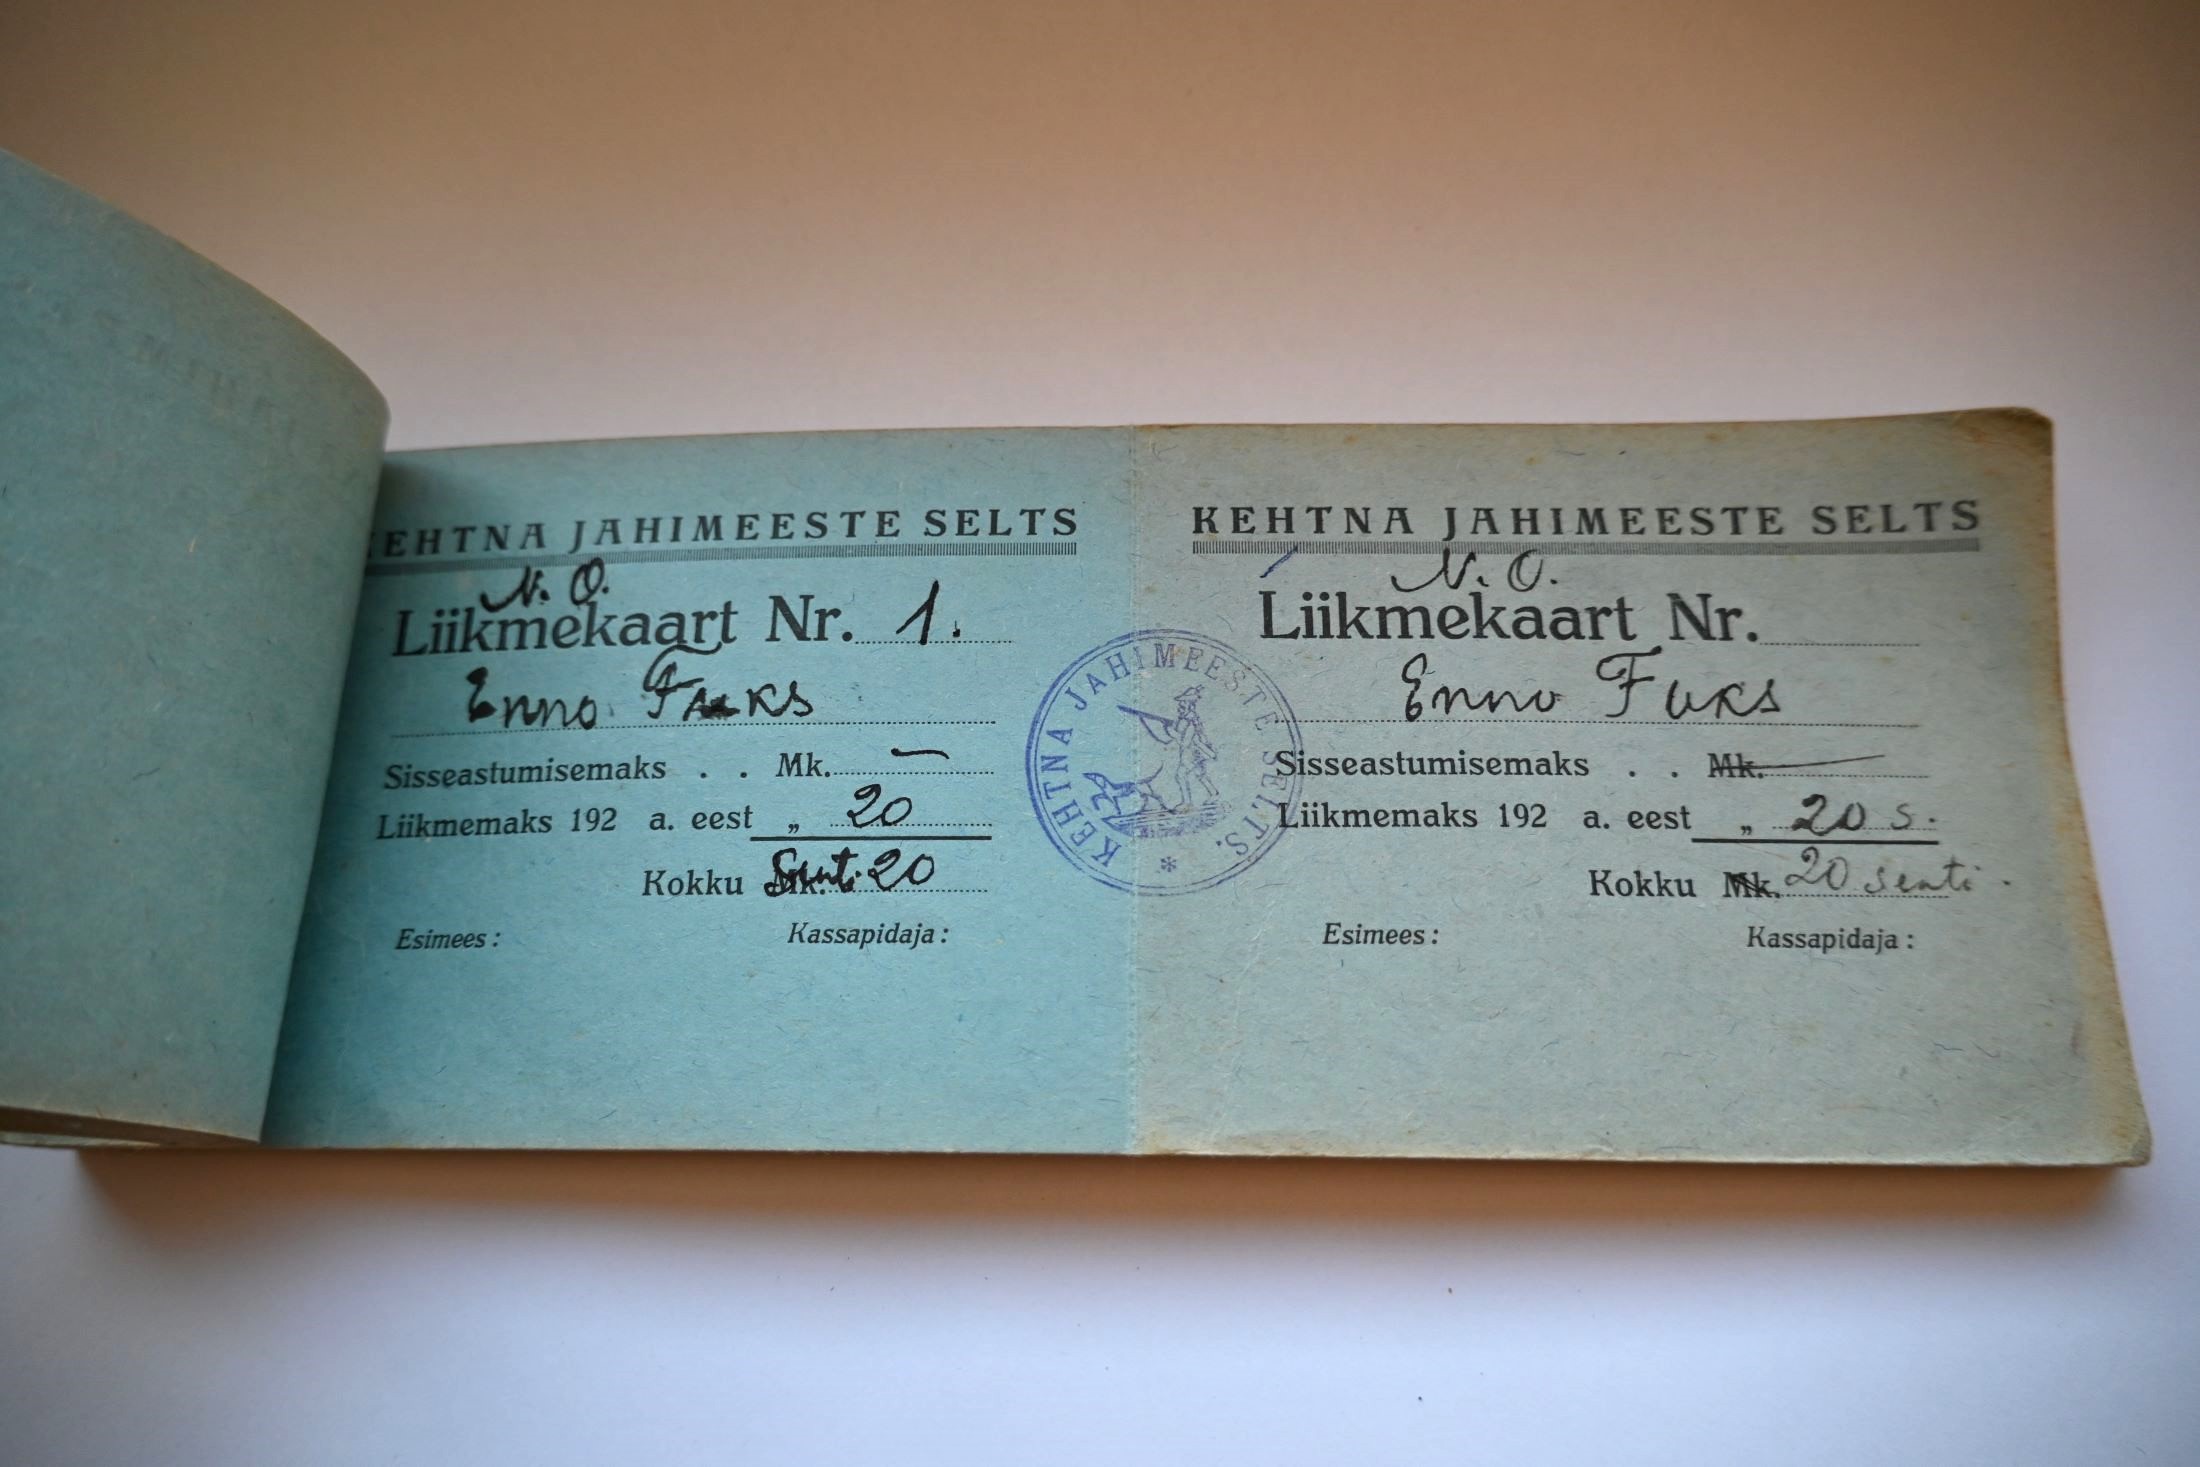 KEHTNA JAHIMEESTE SELTS
N. O.
Liikmekaart Nr. 1.
Enno Fuks
Sisseastumisemaks . . Mk. —
Liikmemaks 192 a. eest „ 20
Kokku Senti 20
Esimees: Kassapidaja:
KEHTNA JAHIMEESTE SELTS.
KEHTNA JAHIMEESTE SELTS
N. O.
Liikmekaart Nr.
Enno Fuks
Sisseastumisemaks . . Mk.
Liikmemaks 192 a. eest „ 20 s.
Kokku Mk. 20 senti.
Esimees: Kassapidaja: